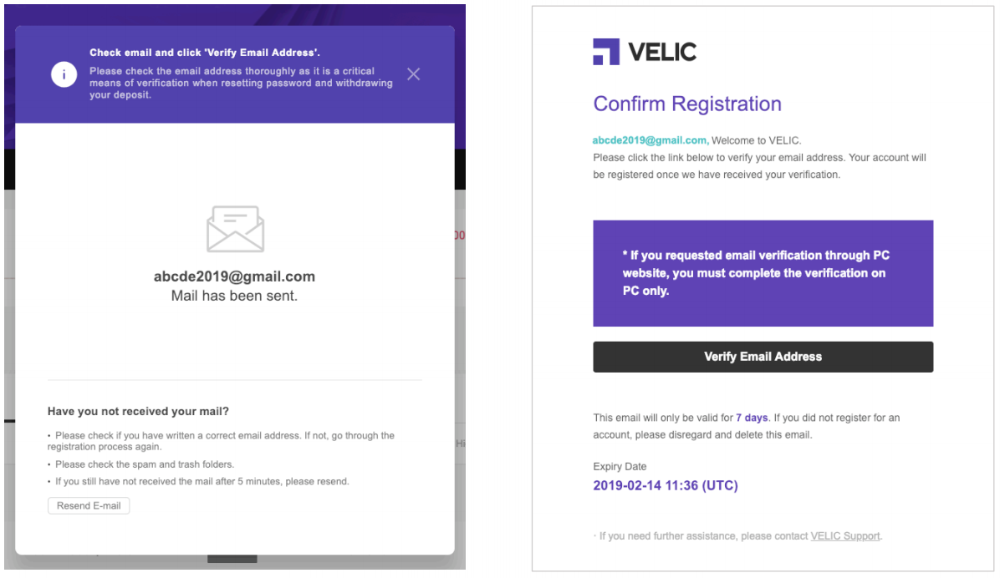 Check email and click 'Verify Email Address'.
Please check the email address thoroughly as it is a critical
means of verification when resetting password and withdrawing
your deposit.
abcde2019@gmail.com
Mail has been sent.
Have you not received your mail?
• Please check if you have written a correct email address. If not, go through the
registration process again.
• Please check the spam and trash folders.
• If you still have not received the mail after 5 minutes, please resend.
Resend E-mail
00
Hi
VELIC
Confirm Registration
abcde2019@gmail.com, Welcome to VELIC.
Please click the link below to verify your email address. Your account will
be registered once we have received your verification.
* If you requested email verification through PC
website, you must complete the verification on
PC only.
Verify Email Address
This email will only be valid for 7 days. If you did not register for an
account, please disregard and delete this email.
Expiry Date
2019-02-14 11:36 (UTC)
· If you need further assistance, please contact VELIC Support.